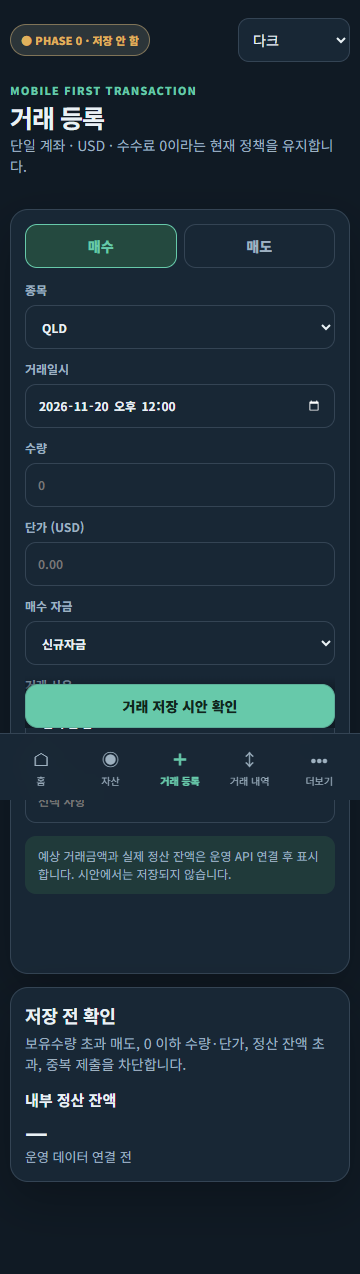 PHASE 0 · 저장 안 함
다크
MOBILE FIRST TRANSACTION
거래 등록
단일 계좌 · USD · 수수료 0이라는 현재 정책을 유지합니
다.
매수
매도
종목
QLD
거래일시
2026-11-20 오후 12:00
수량
0
단가 (USD)
0.00
매수 자금
신규자금
거래 저장 시안 확인
홈
자산
거래 등록
거래 내역
더보기
선택 사항
예상 거래금액과 실제 정산 잔액은 운영 API 연결 후 표시
합니다. 시안에서는 저장되지 않습니다.
저장 전 확인
보유수량 초과 매도, 0 이하 수량·단가, 정산 잔액 초
과, 중복 제출을 차단합니다.
내부 정산 잔액
—
운영 데이터 연결 전